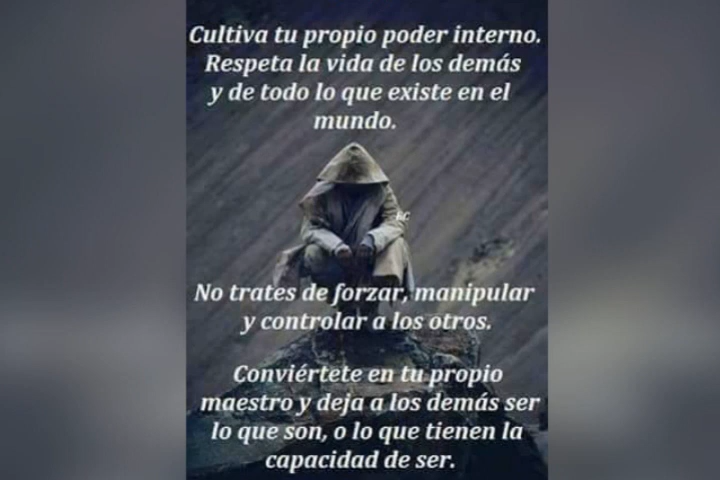 Cultiva tu propio poder interno.
Respeta la vida de los demás
y de todo lo que existe en el
mundo.
RC
No trates de forzar, manipular
y controlar a los otros.
Conviértete en tu propio
maestro y deja a los demás ser
lo que son, o lo que tienen la
capacidad de ser.